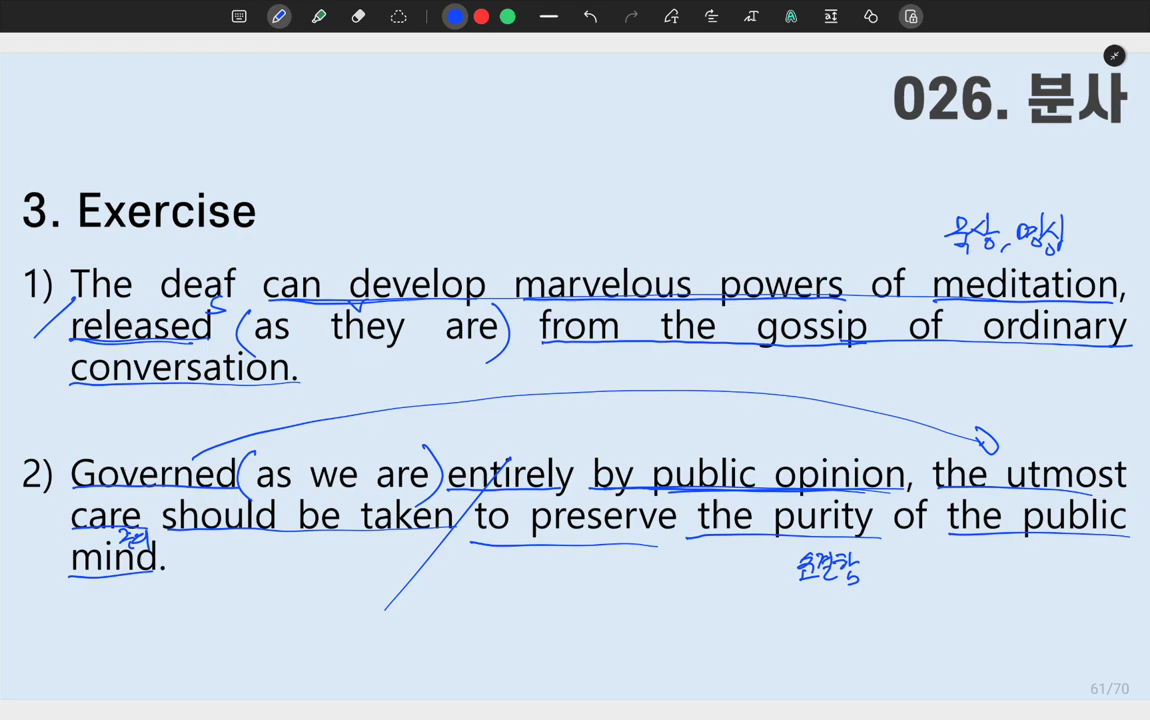 026. 분사
3. Exercise
묵상, 명상
1) The deaf can develop marvelous powers of meditation,
released (as they are) from the gossip of ordinary
conversation.
2) Governed (as we are) entirely by public opinion, the utmost
care should be taken to preserve the purity of the public
주의
mind.
순결함
61/70